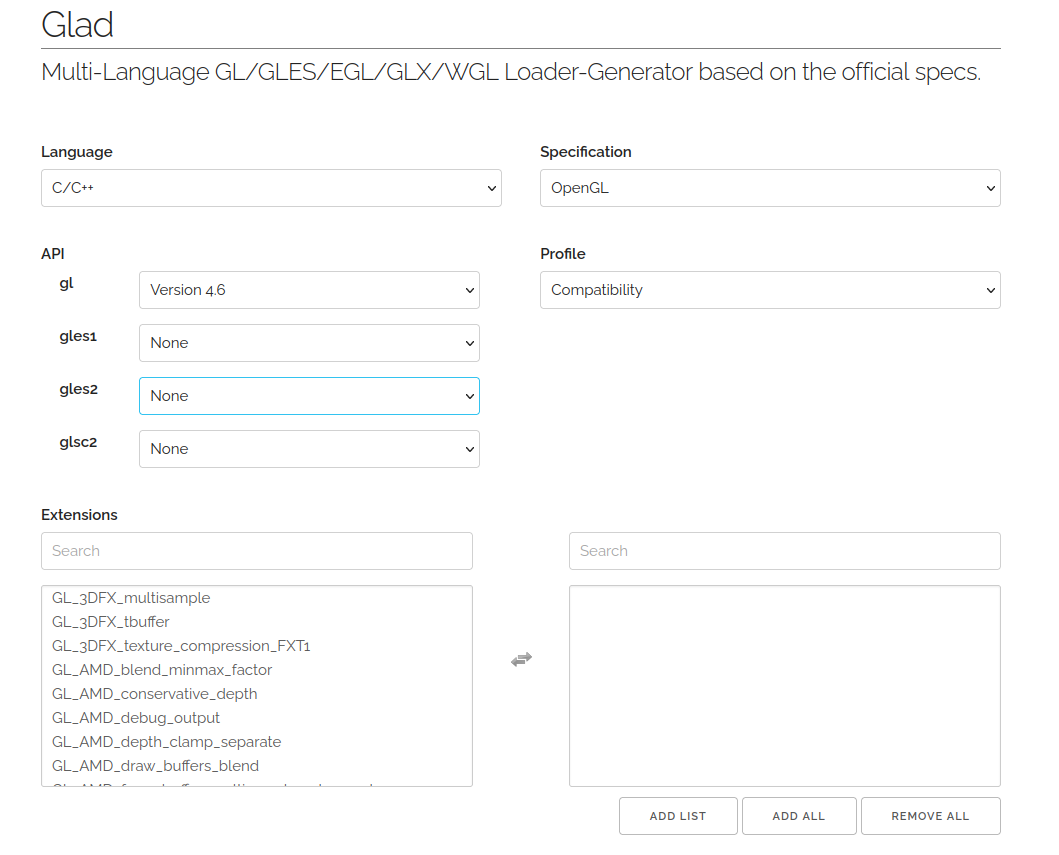 Glad
Multi-Language GL/GLES/EGL/GLX/WGL Loader-Generator based on the official specs.
Language
Specification
C/C++
OpenGL
API
Profile
gl
Version 4.6
Compatibility
gles1
None
gles2
None
glsc2
None
Extensions
Search
Search
GL_3DFX_multisample
GL_3DFX_tbuffer
GL_3DFX_texture_compression_FXT1
GL_AMD_blend_minmax_factor
GL_AMD_conservative_depth
GL_AMD_debug_output
GL_AMD_depth_clamp_separate
GL_AMD_draw_buffers_blend
ADD LIST
ADD ALL
REMOVE ALL